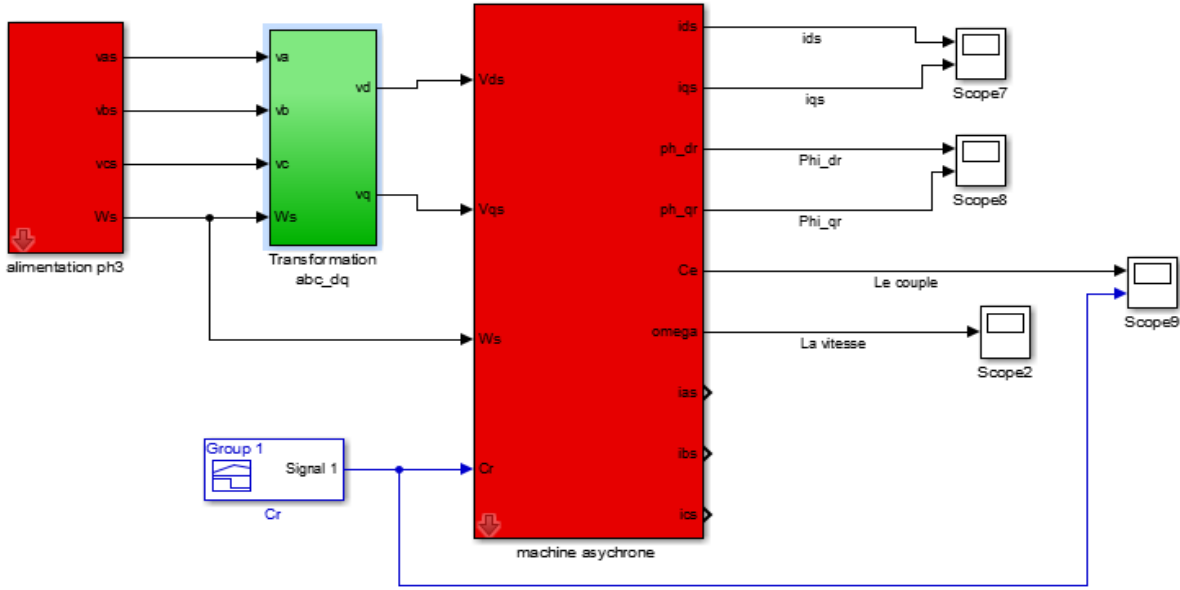 vas
vbs
vcs
Ws
alimentation ph3
va
vb
vc
Ws
vd
vq
Transformation
abc_dq
Vds
Vqs
Ws
Cr
ids
iqs
ph_dr
ph_qr
Ce
omega
ias
ibs
ics
machine asychrone
ids
iqs
Scope7
Phi_dr
Phi_qr
Scope8
Le couple
Scope9
La vitesse
Scope2
Group 1
Signal 1
Cr